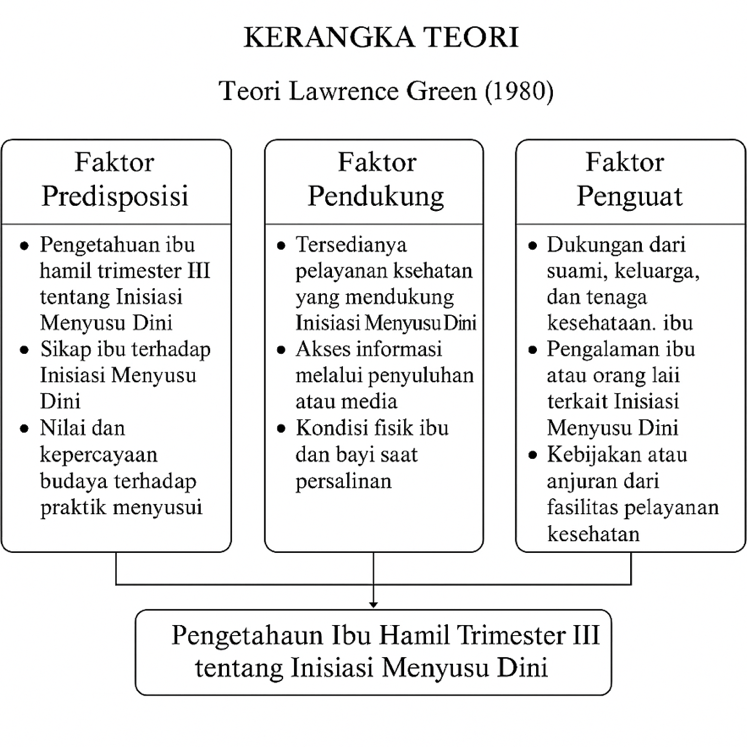 KERANGKA TEORI
Teori Lawrence Green (1980)
Faktor
Predisposisi
• Pengetahuan ibu
hamil trimester III
tentang Inisiasi
Menyusu Dini
• Sikap ibu terhadap
Inisiasi Menyusu
Dini
• Nilai dan
kepercayaan
budaya terhadap
praktik menyusui
Faktor
Pendukung
• Tersedianya
pelayanan ksehatan
yang mendukung
Inisiasi Menyusu Dini
• Akses informasi
melalui penyuluhan
atau media
• Kondisi fisik ibu
dan bayi saat
persalinan
Faktor
Penguat
• Dukungan dari
suami, keluarga,
dan tenaga
kesehataan. ibu
• Pengalaman ibu
atau orang laii
terkait Inisiasi
Menyusu Dini
• Kebijakan atau
anjuran dari
fasilitas pelayanan
kesehatan
Pengetahaun Ibu Hamil Trimester III
tentang Inisiasi Menyusu Dini